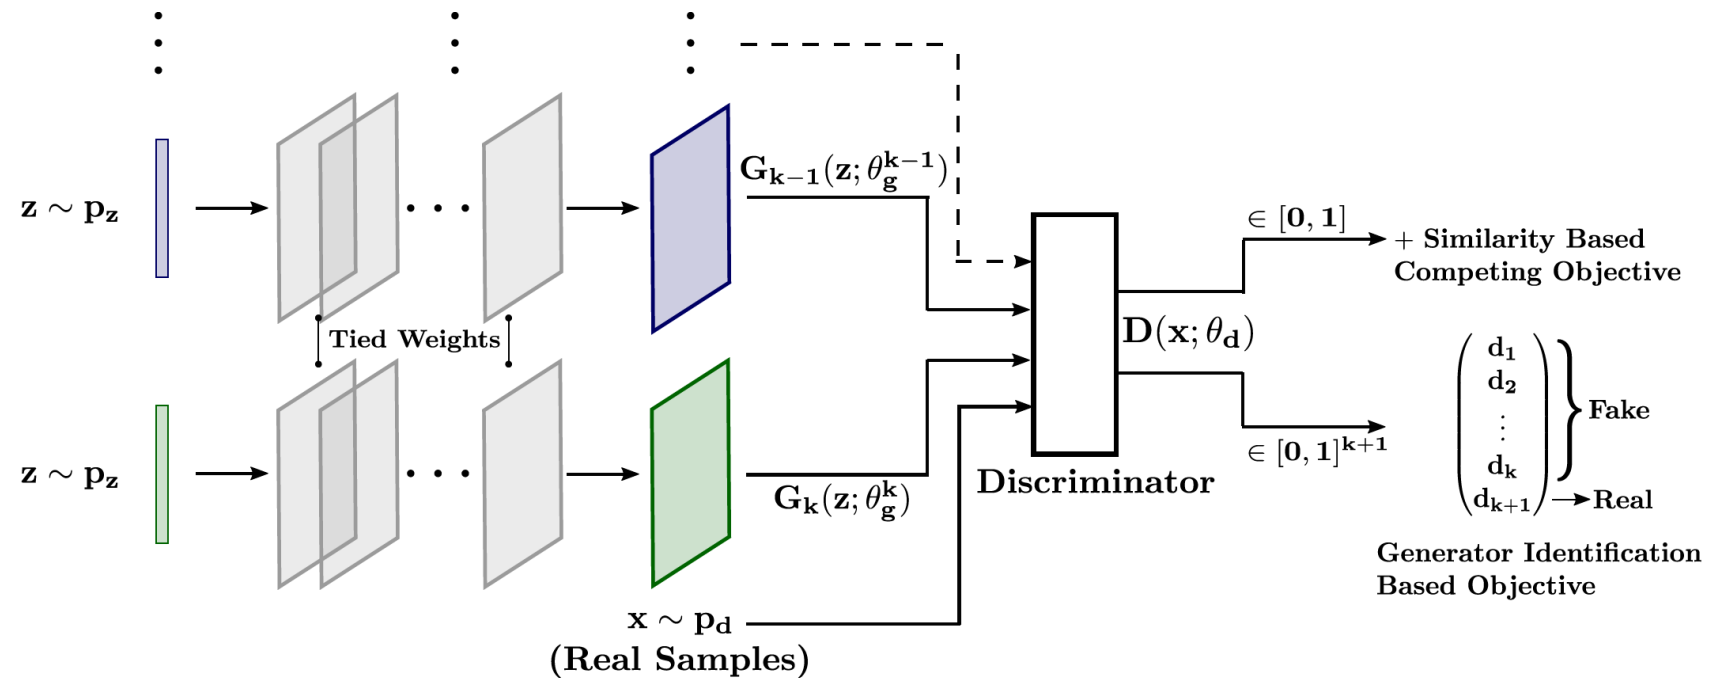 z ∼ p_z
G_{k−1}(z; θ_g^{k−1})
Tied Weights
z ∼ p_z
G_k(z; θ_g^k)
x ∼ p_d
(Real Samples)
Discriminator
D(x; θ_d)
∈ [0, 1]
+ Similarity Based
Competing Objective
∈ [0, 1]^{k+1}
d_1
d_2
⋮
d_k
d_{k+1}
Fake
Real
Generator Identification
Based Objective